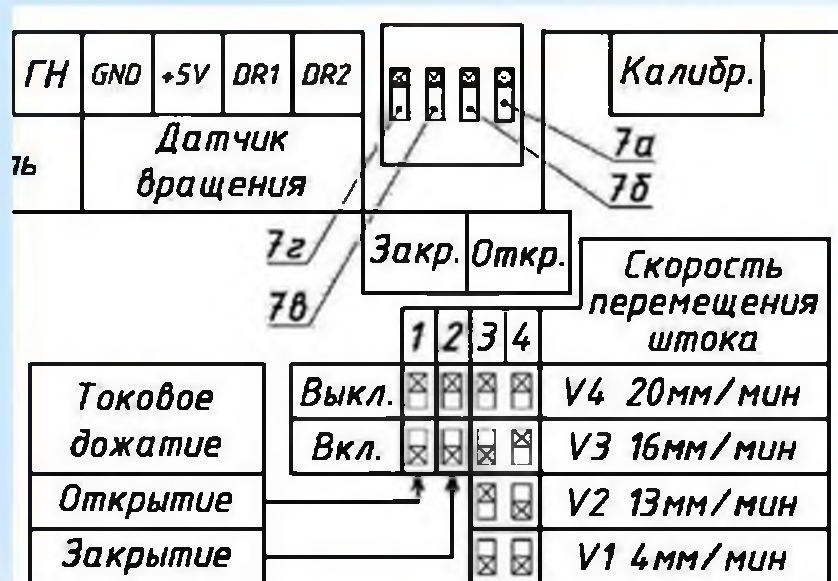 ГН GND +5V DR1 DR2
Калибр.
Датчик
вращения
7а
7б
7г
7в
Закр. Откр.
Скорость
перемещения
штока
1 2 3 4
Токовое
дожатие
Выкл.
V4 20мм/мин
Вкл.
V3 16мм/мин
Открытие
V2 13мм/мин
Закрытие
V1 4мм/мин